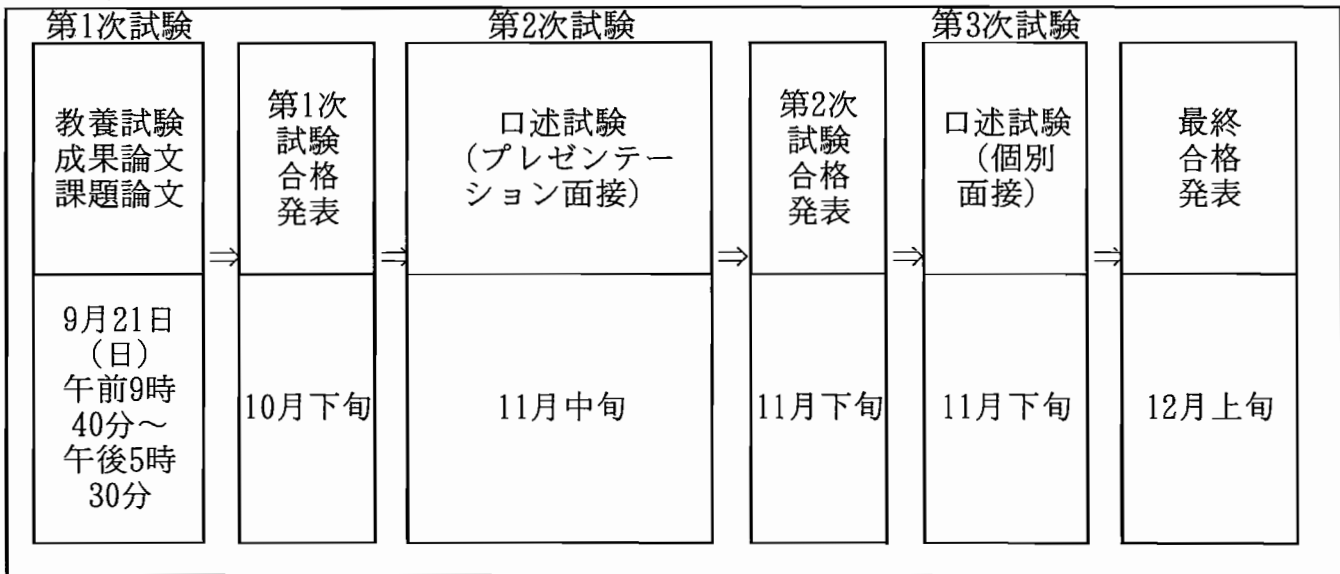 第1次試験
教養試験
成果論文
課題論文
9月21日
(日)
午前9時
40分～
午後5時
30分
⇒
第1次
試験
合格
発表
10月下旬
⇒
第2次試験
口述試験
(プレゼンテー
ション面接)
11月中旬
⇒
第2次
試験
合格
発表
11月下旬
⇒
第3次試験
口述試験
(個別
面接)
11月下旬
⇒
最終
合格
発表
12月上旬